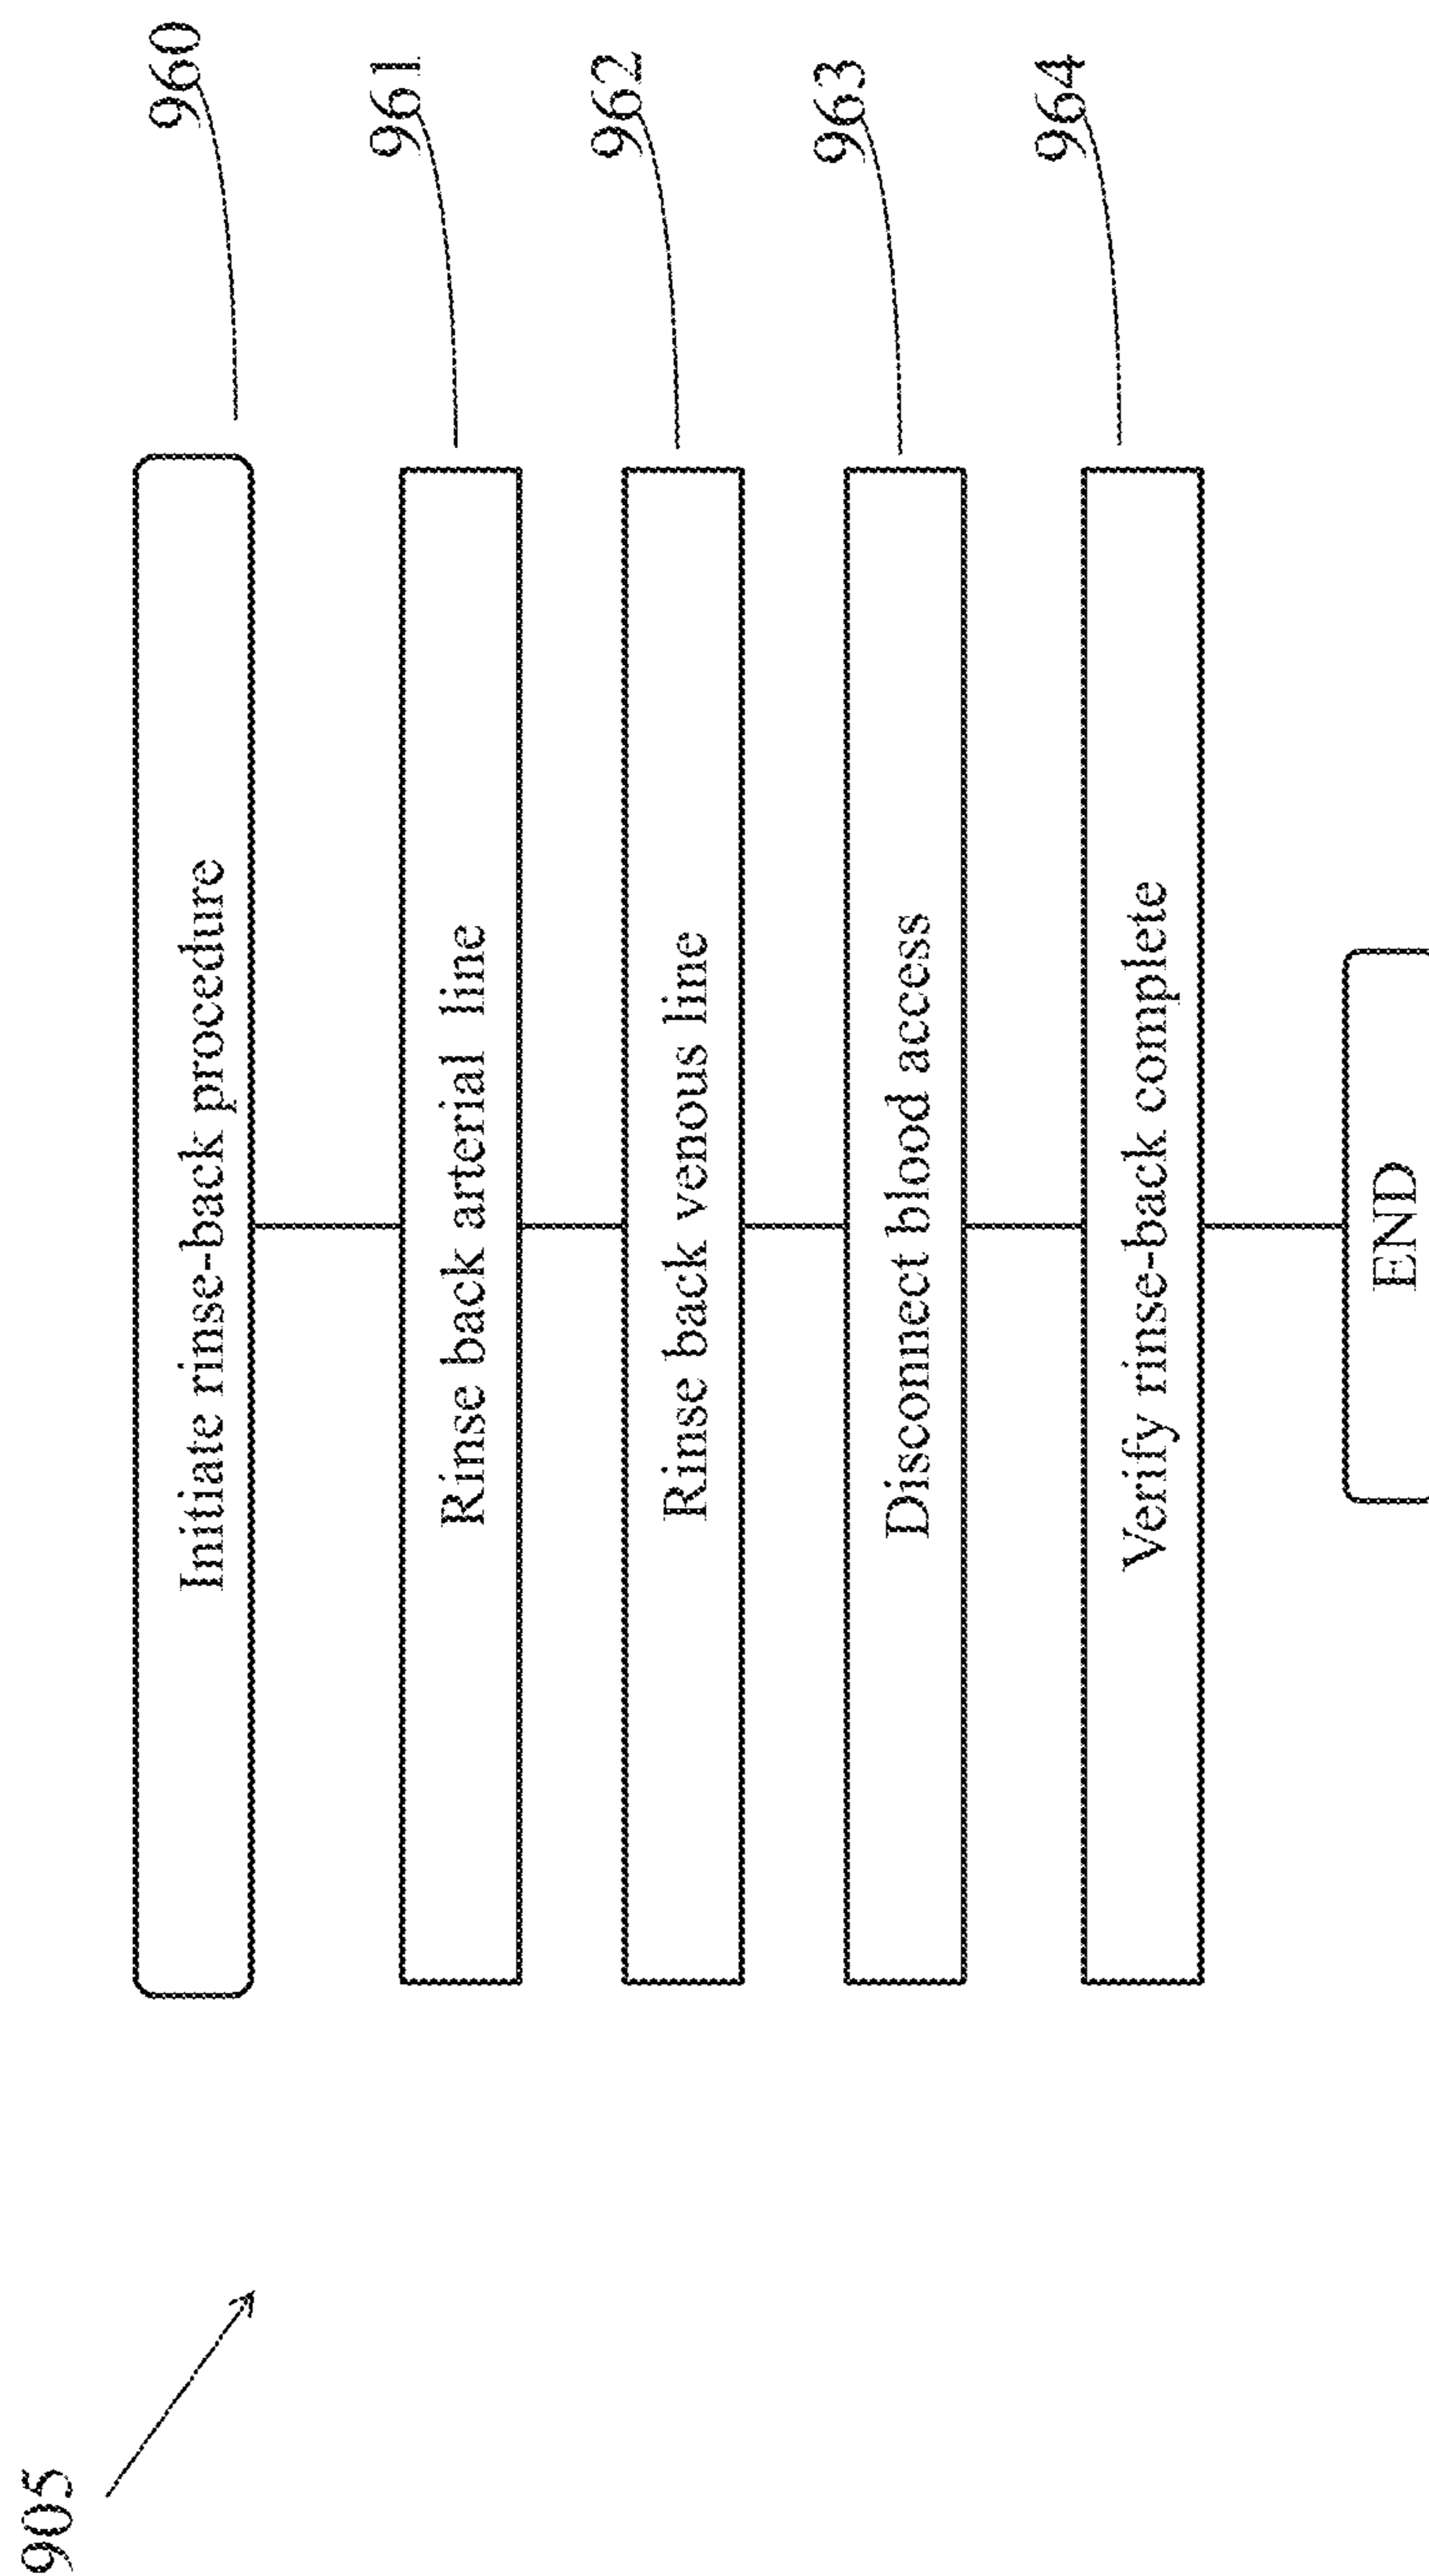 905
Initiate rinse-back procedure
960
Rinse back arterial line
961
Rinse back venous line
962
Disconnect blood access
963
Verify rinse-back complete
964
END